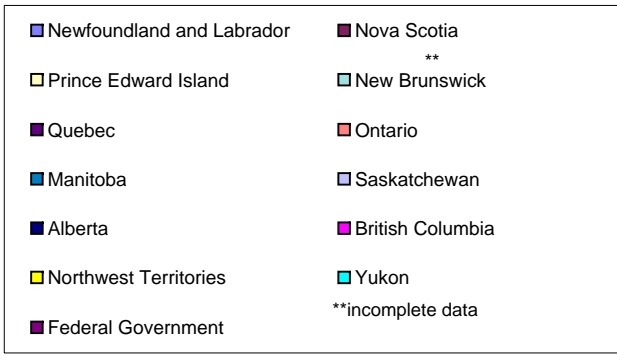 Newfoundland and Labrador
Nova Scotia
**
Prince Edward Island
New Brunswick
Quebec
Ontario
Manitoba
Saskatchewan
Alberta
British Columbia
Northwest Territories
Yukon
**incomplete data
Federal Government